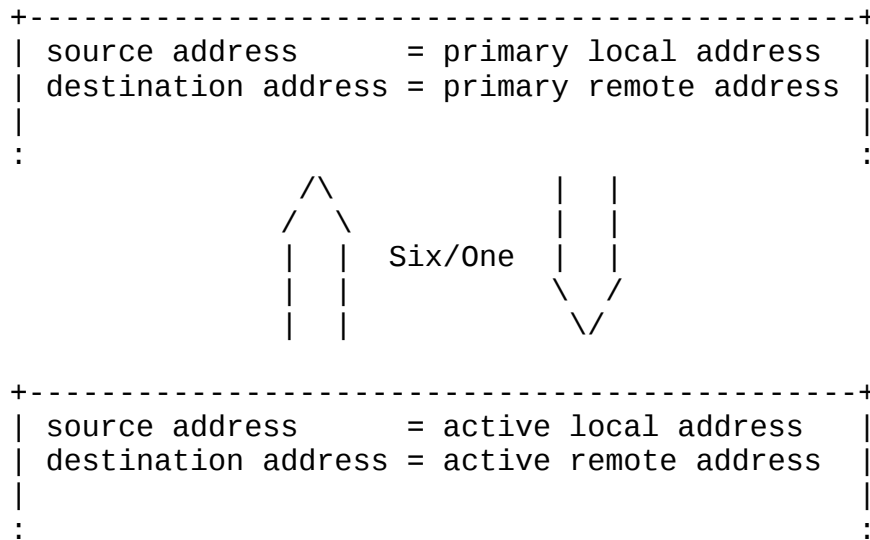 +----------------------------------------------+
| source address      = primary local address  |
| destination address = primary remote address |
|                                              |
:                                              :
                /\            |  |
               /  \           |  |
               |  |  Six/One  |  |
               |  |           \  /
               |  |            \/
+----------------------------------------------+
| source address      = active local address   |
| destination address = active remote address  |
|                                              |
:                                              :